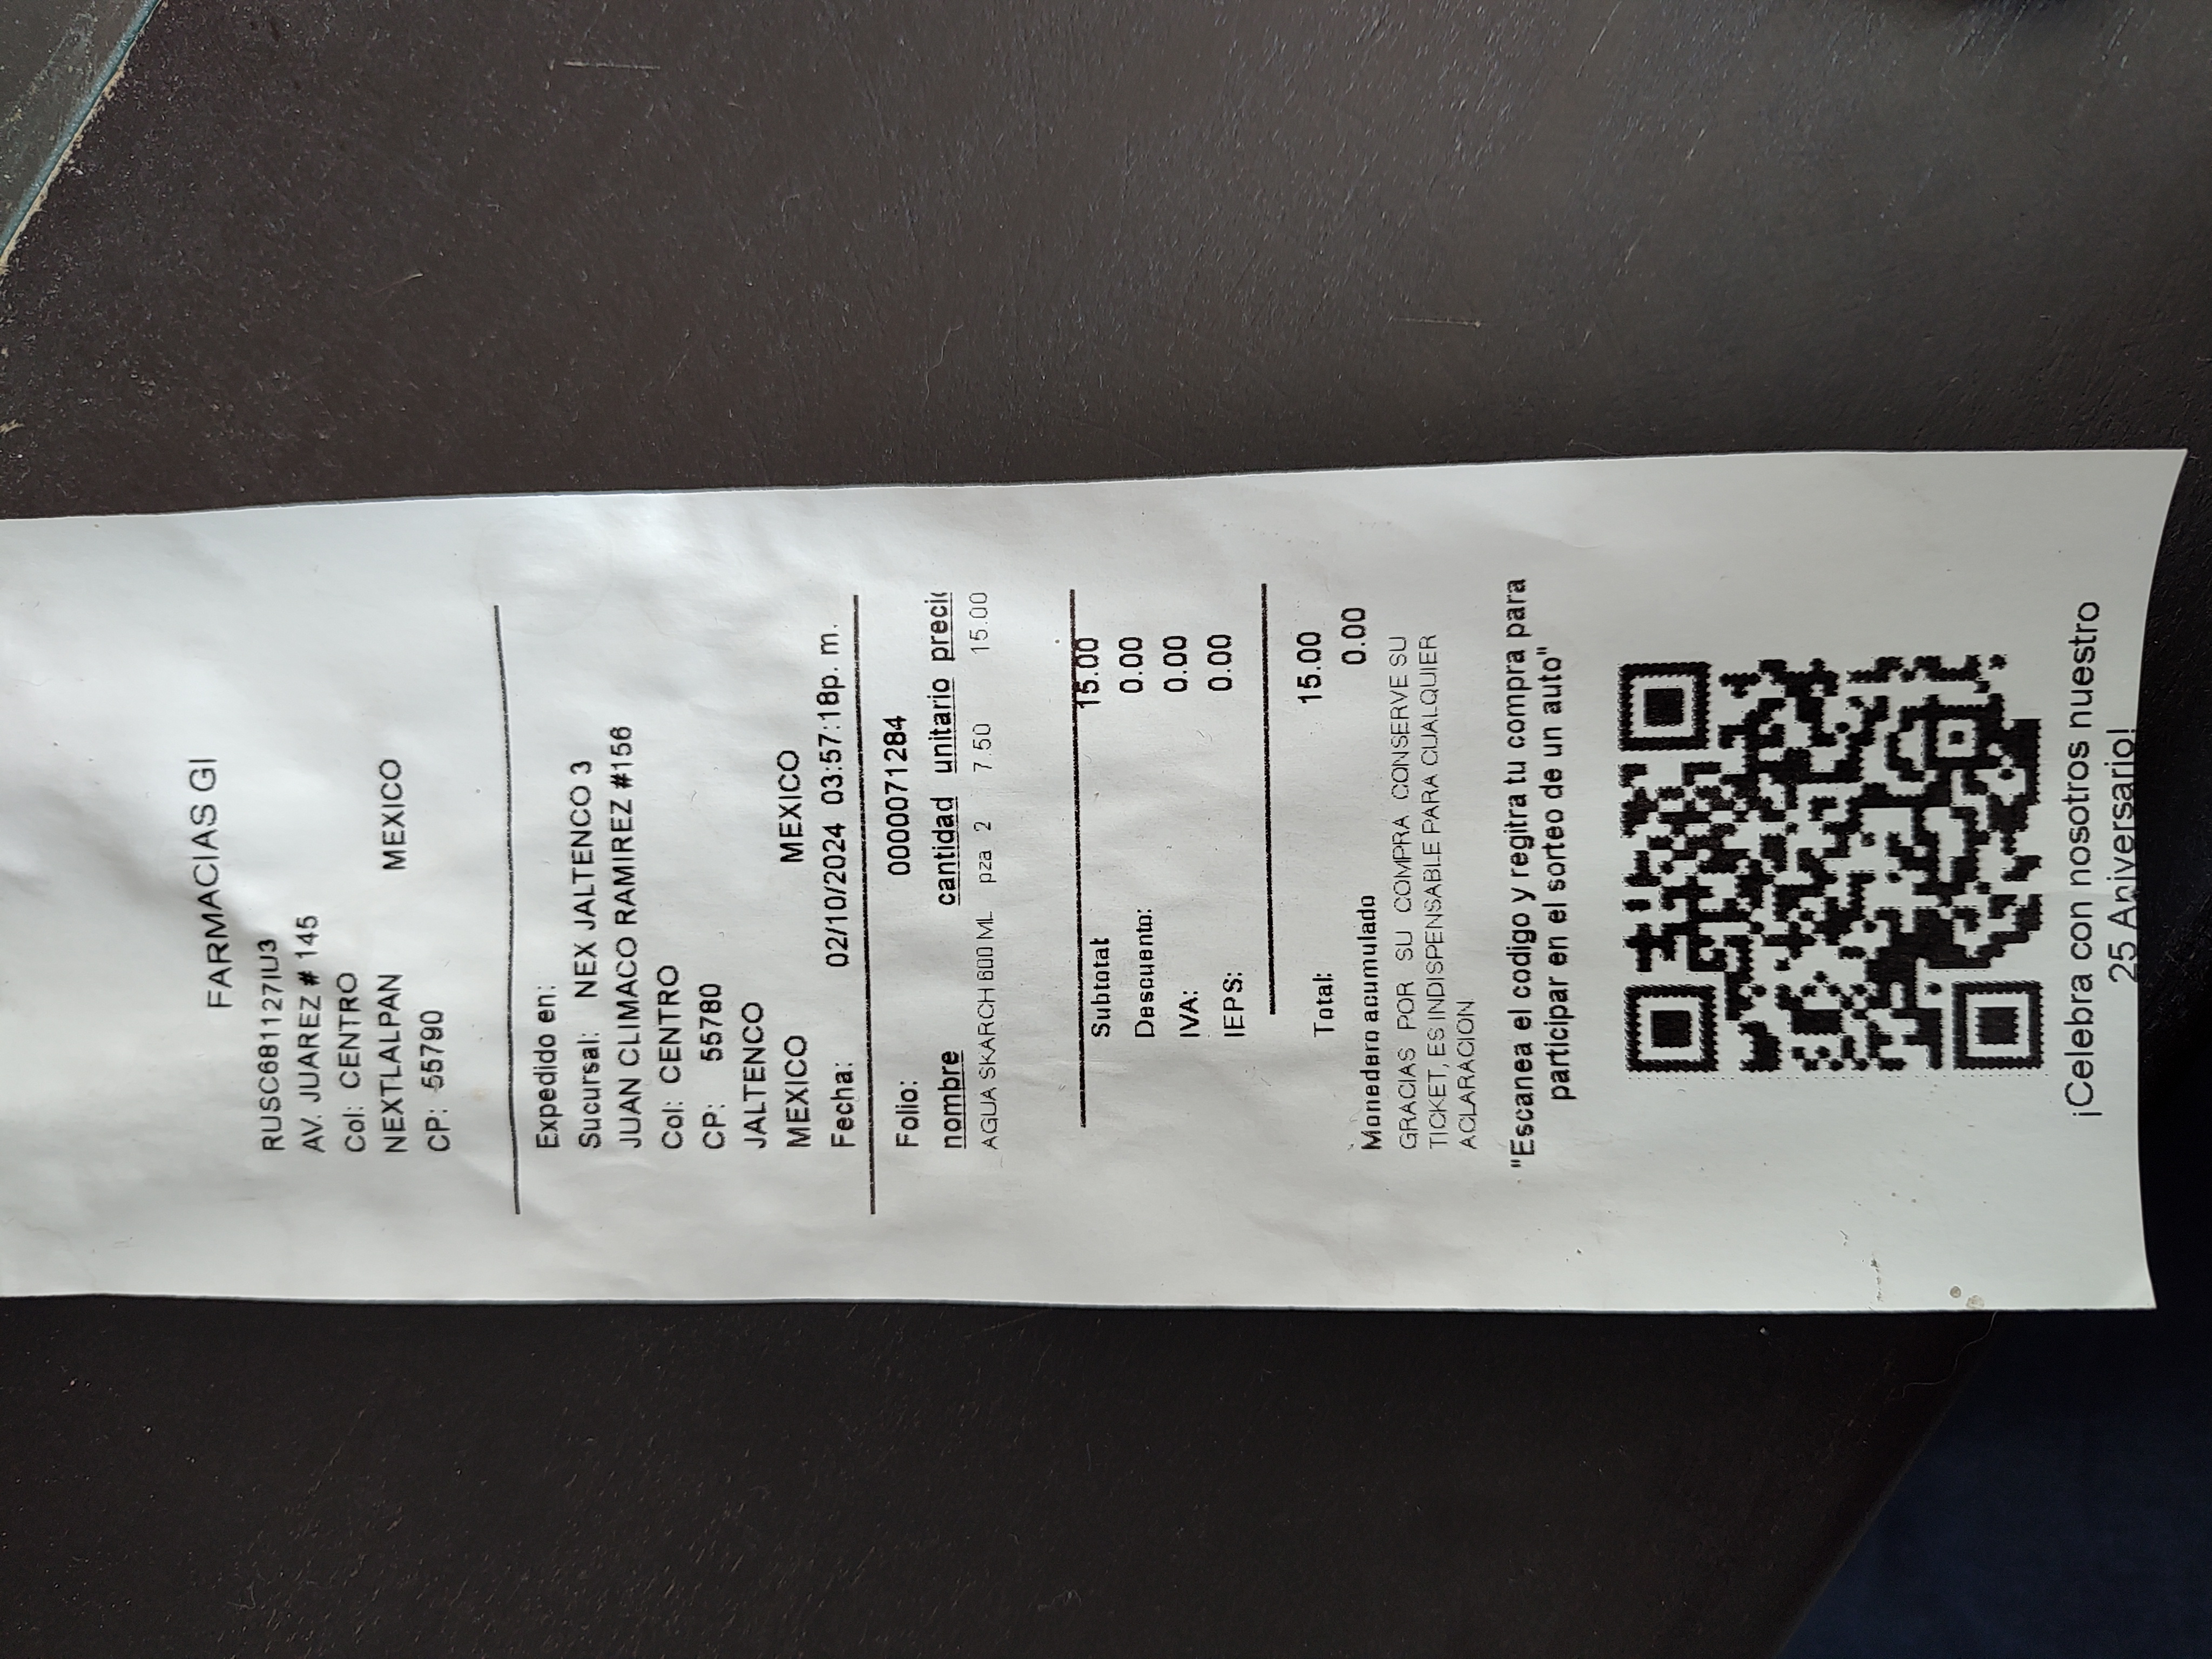 FARMACIAS GI
RUSC6811271U3
AV. JUAREZ # 145
Col: CENTRO
NEXTLALPAN MEXICO
CP: 55790
Expedido en:
Sucursal: NEX JALTENCO 3
JUAN CLIMACO RAMIREZ #156
Col: CENTRO
CP: 55780
JALTENCO
MEXICO MEXICO
Fecha: 02/10/2024 03:57:18p. m.
Folio: 0000071284
nombre cantidad unitario precio
AGUA SKARCH 600 ML pza 2 7.50 15.00
Subtotal 15.00
Descuento: 0.00
IVA: 0.00
IEPS: 0.00
Total: 15.00
Monedero acumulado 0.00
GRACIAS POR SU COMPRA CONSERVE SU
TICKET, ES INDISPENSABLE PARA CUALQUIER
ACLARACION
"Escanea el codigo y regitra tu compra para
participar en el sorteo de un auto"
¡Celebra con nosotros nuestro
25 Aniversario!